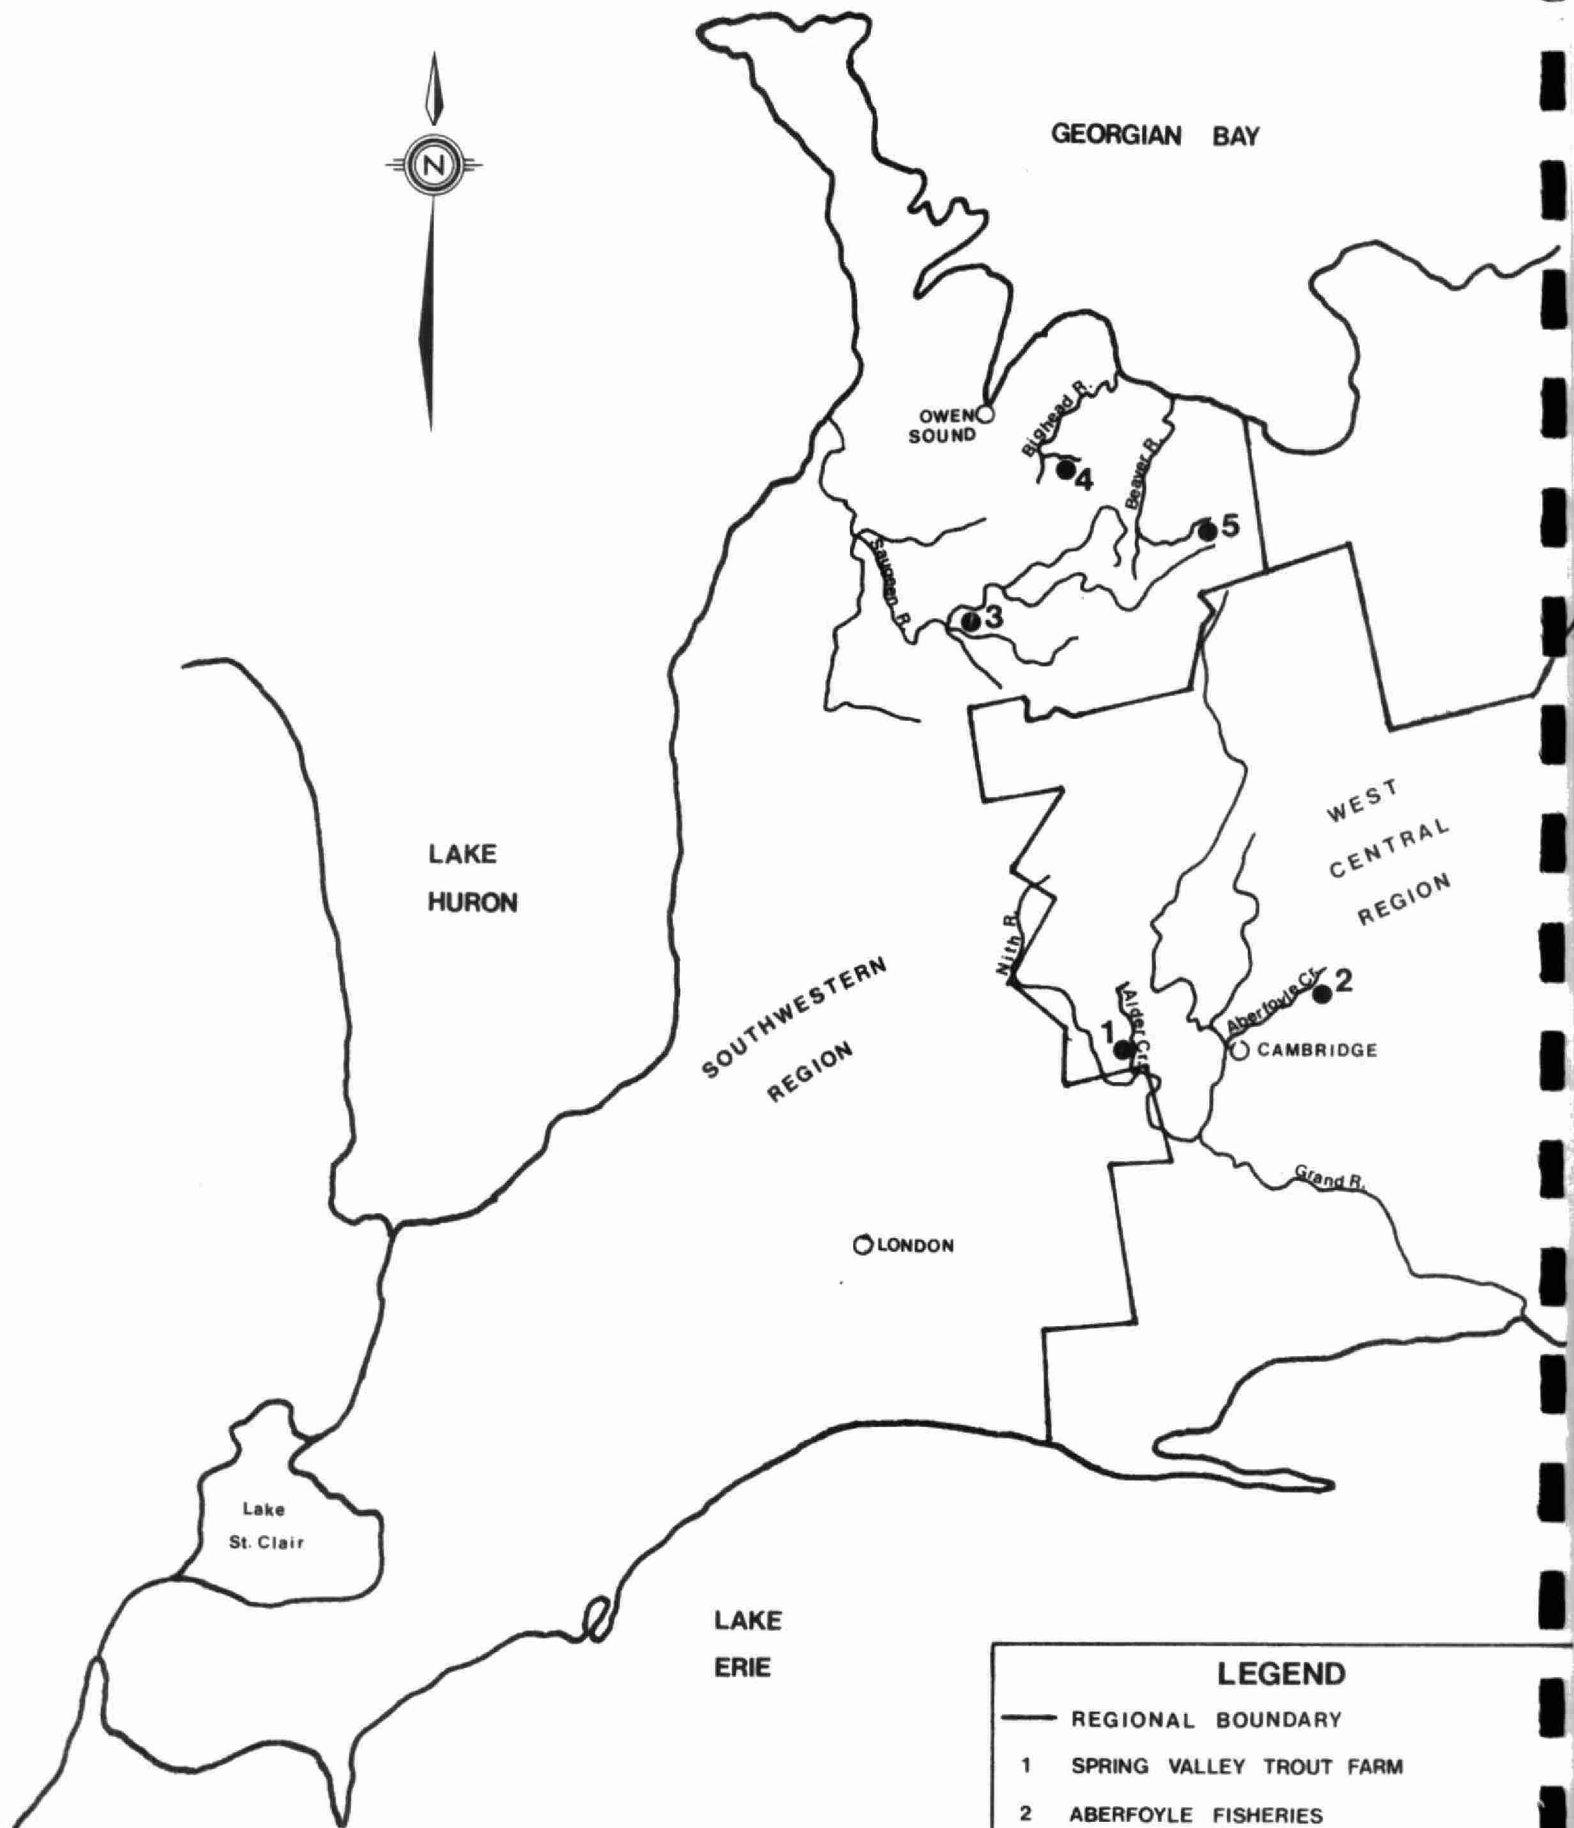 GEORGIAN BAY
N
OWEN
SOUND
Bighead R.
Beaver R.
4
5
Saugeen R.
3
WEST
CENTRAL
REGION
LAKE
HURON
Nith R.
SOUTHWESTERN
REGION
Alder Cr.
1
Aberfoyle Cr.
2
CAMBRIDGE
Grand R.
LONDON
Lake
St. Clair
LAKE
ERIE
LEGEND
REGIONAL BOUNDARY
1 SPRING VALLEY TROUT FARM
2 ABERFOYLE FISHERIES